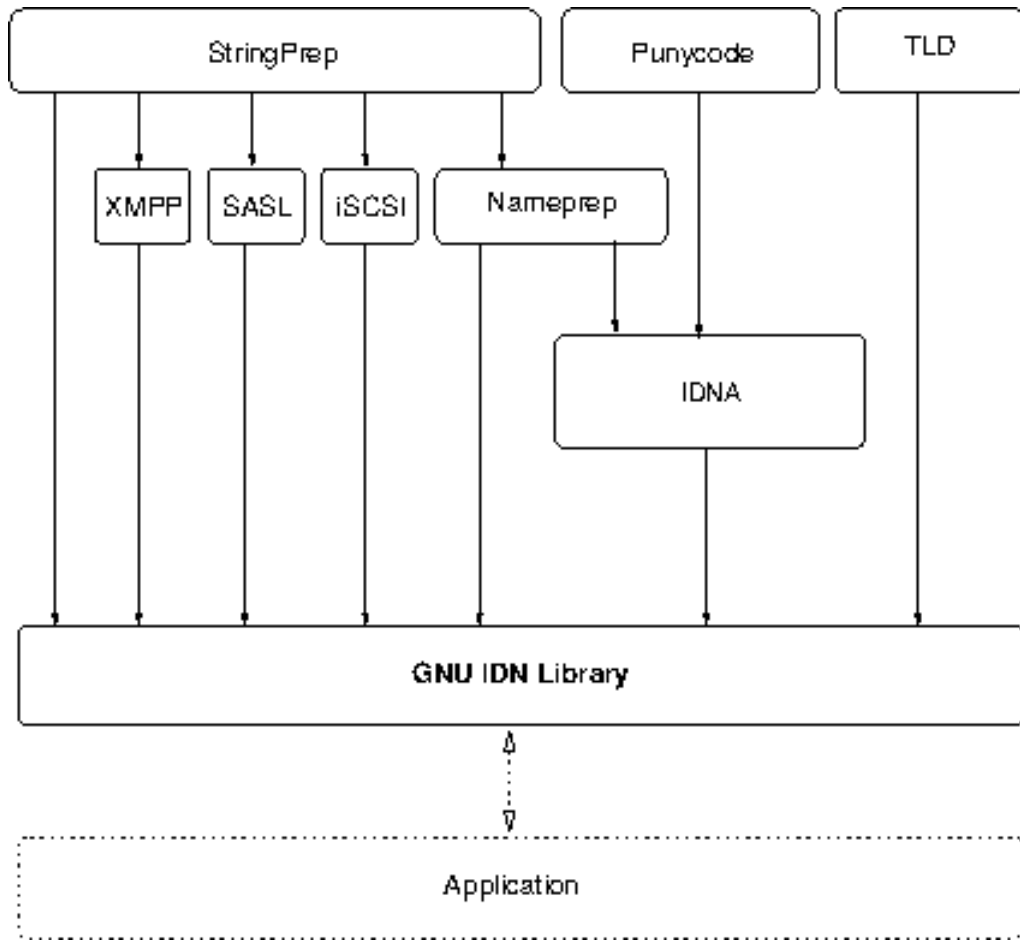 StringPrep
Punycode
TLD
XMPP
SASL
iSCSI
Nameprep
IDNA
GNU IDN Library
Application